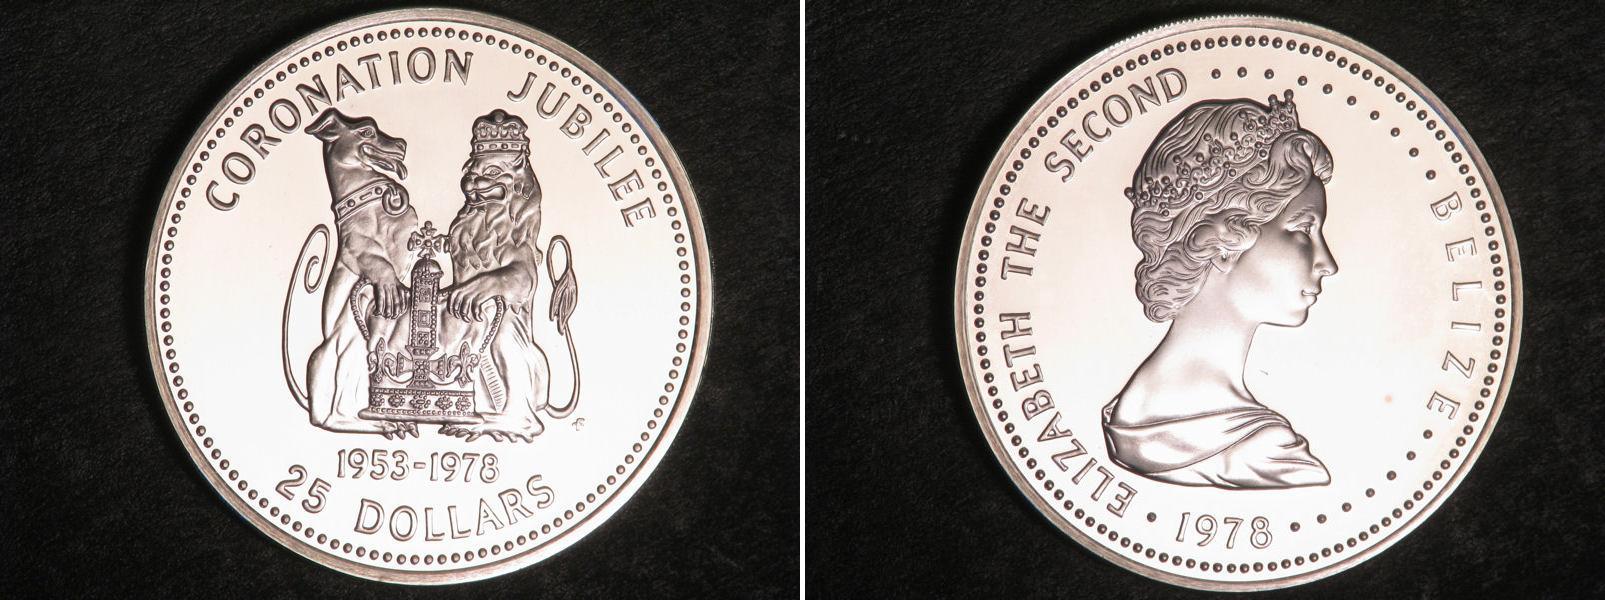 CORONATION JUBILEE
1953-1978
25 DOLLARS
ELIZABETH THE SECOND
BELIZE
1978